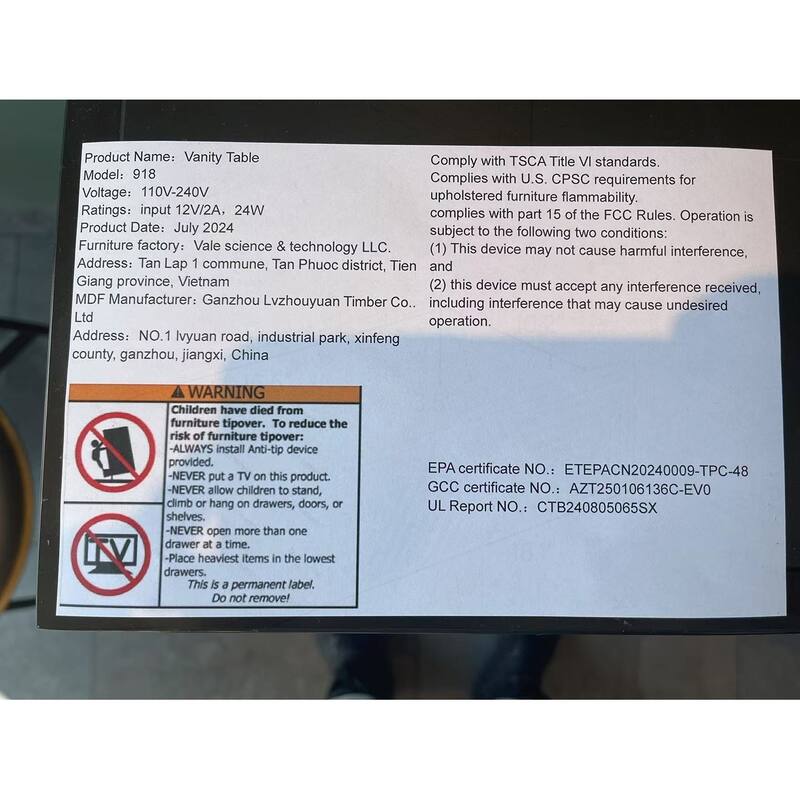 Product Name: Vanity Table
Model: 918
Voltage: 110V-240V
Ratings: input 12V/2A, 24W
Product Date: July 2024
Furniture factory: Vale science & technology LLC.
Address: Tan Lap 1 commune, Tan Phuoc district, Tien
Giang province, Vietnam
MDF Manufacturer: Ganzhou Lvzhouyuan Timber Co..
Ltd
Address: NO.1 lvyuan road, industrial park, xinfeng
county, ganzhou, jiangxi, China
Comply with TSCA Title VI standards.
Complies with U.S. CPSC requirements for
upholstered furniture flammability.
complies with part 15 of the FCC Rules. Operation is
subject to the following two conditions:
(1) This device may not cause harmful interference,
and
(2) this device must accept any interference received,
including interference that may cause undesired
operation.
WARNING
Children have died from
furniture tipover. To reduce the
risk of furniture tipover:
-ALWAYS install Anti-tip device
provided.
-NEVER put a TV on this product.
-NEVER allow children to stand,
climb or hang on drawers, doors, or
shelves.
-NEVER open more than one
drawer at a time.
-Place heaviest items in the lowest
drawers.
This is a permanent label.
Do not remove!
TV
EPA certificate NO.: ETEPACN20240009-TPC-48
GCC certificate NO.: AZT250106136C-EV0
UL Report NO.: CTB240805065SX